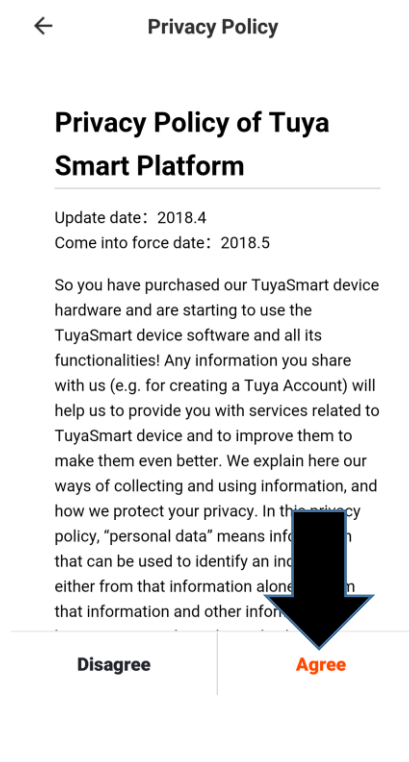 Privacy Policy
Privacy Policy of Tuya
Smart Platform
Update date：2018.4
Come into force date：2018.5
So you have purchased our TuyaSmart device
hardware and are starting to use the
TuyaSmart device software and all its
functionalities! Any information you share
with us (e.g. for creating a Tuya Account) will
help us to provide you with services related to
TuyaSmart device and to improve them to
make them even better. We explain here our
ways of collecting and using information, and
how we protect your privacy. In this privacy
policy, “personal data” means
that can be used to identify an
either from that information alone
that information and other
Disagree
Agree